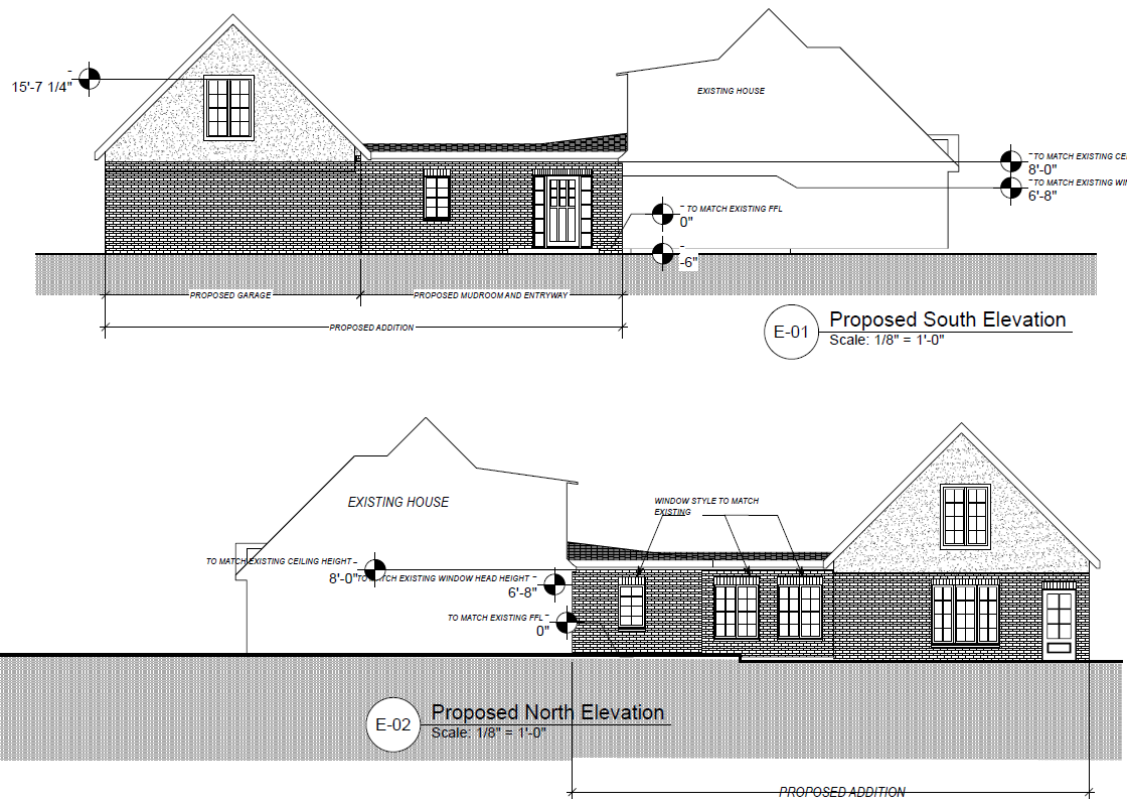 15'-7 1/4"
EXISTING HOUSE
TO MATCH EXISTING CE
8'-0"
TO MATCH EXISTING WIN
6'-8"
TO MATCH EXISTING FFL
0"
-6"
PROPOSED GARAGE
PROPOSED MUDROOM AND ENTRYWAY
PROPOSED ADDITION
E-01
Proposed South Elevation
Scale: 1/8" = 1'-0"
EXISTING HOUSE
WINDOW STYLE TO MATCH
EXISTING
TO MATCH EXISTING CEILING HEIGHT
8'-0"
TO MATCH EXISTING WINDOW HEAD HEIGHT
6'-8"
TO MATCH EXISTING FFL
0"
E-02
Proposed North Elevation
Scale: 1/8" = 1'-0"
PROPOSED ADDITION